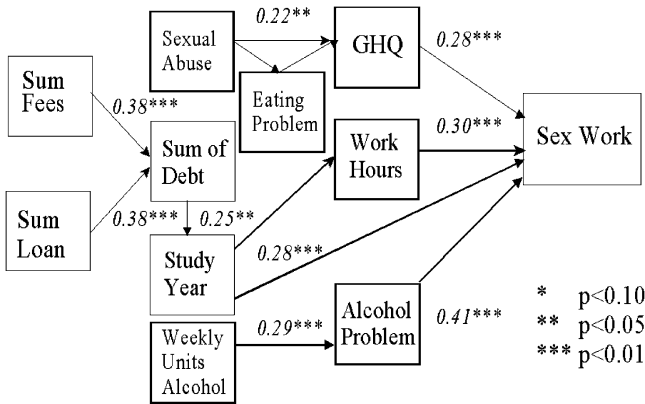 Sum
Fees
0.38***
Sum
Loan
0.38***
Sexual
Abuse
0.22**
Eating
Problem
GHQ
0.28***
Sum of
Debt
0.25**
Study
Year
0.28***
Work
Hours
0.30***
Sex Work
Weekly
Units
Alcohol
0.29***
Alcohol
Problem
0.41***
* p<0.10
** p<0.05
*** p<0.01